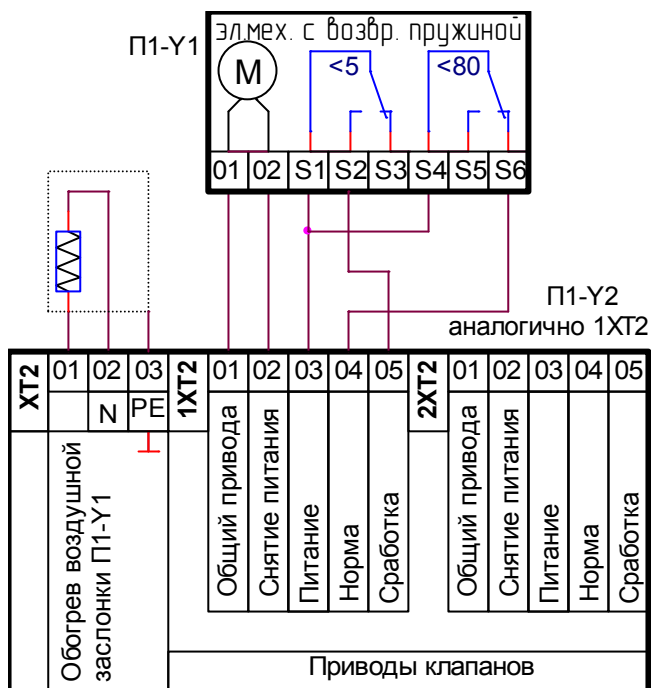 эл.мех. с возвр. пружиной
П1-Y1
M
<5
<80
01 02 S1 S2 S3 S4 S5 S6
П1-Y2
аналогично 1XT2
XT2 01 02 03 1XT2 01 02 03 04 05 2XT2 01 02 03 04 05
N PE
Обогрев воздушной
заслонки П1-Y1
Общий привода
Снятие питания
Питание
Норма
Сработка
Общий привода
Снятие питания
Питание
Норма
Сработка
Приводы клапанов